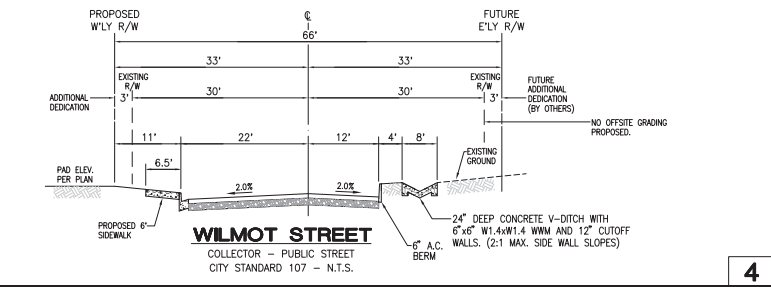 PROPOSED
W'LY R/W
℄
FUTURE
E'LY R/W
66'
33'
33'
EXISTING
R/W
EXISTING
R/W
ADDITIONAL
DEDICATION
3'
30'
30'
3'
FUTURE
ADDITIONAL
DEDICATION
(BY OTHERS)
NO OFFSITE GRADING
PROPOSED.
11'
22'
12'
4'
8'
6.5'
EXISTING
GROUND
PAD ELEV.
PER PLAN
2.0%
2.0%
PROPOSED 6'
SIDEWALK
24" DEEP CONCRETE V-DITCH WITH
6"x6" W1.4xW1.4 WWM AND 12" CUTOFF
WALLS. (2:1 MAX. SIDE WALL SLOPES)
6" A.C.
BERM
WILMOT STREET
COLLECTOR - PUBLIC STREET
CITY STANDARD 107 - N.T.S.
4